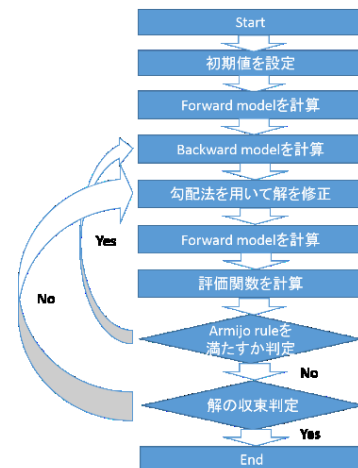 Start
初期値を設定
Forward modelを計算
Backward modelを計算
勾配法を用いて解を修正
Yes
Forward modelを計算
No
評価関数を計算
Armijo ruleを
満たすか判定
No
解の収束判定
Yes
End